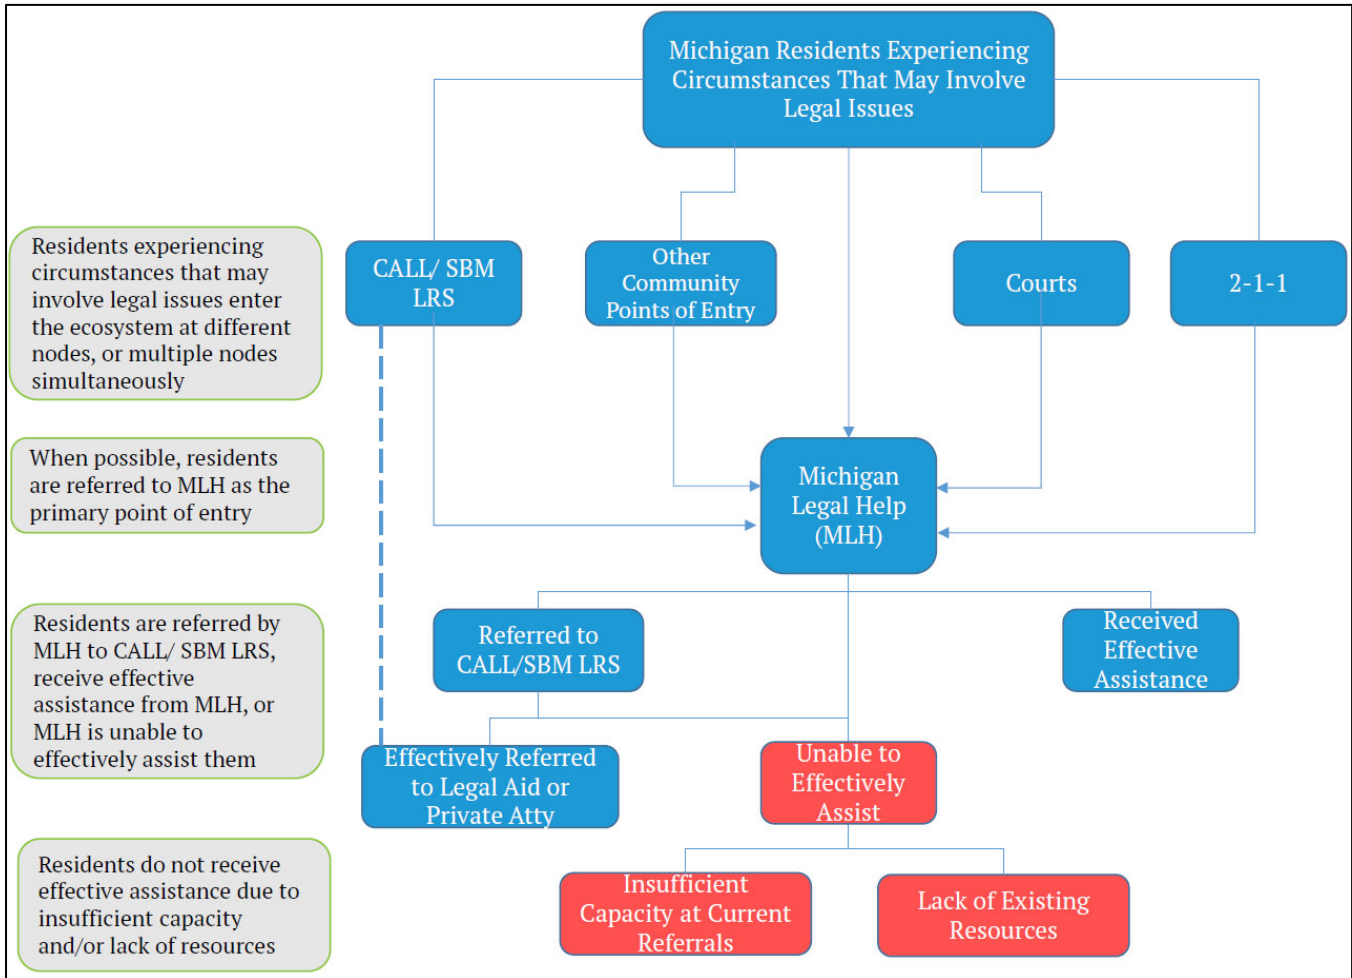 Michigan Residents Experiencing
Circumstances That May Involve
Legal Issues
Residents experiencing
circumstances that may
involve legal issues enter
the ecosystem at different
nodes, or multiple nodes
simultaneously
CALL/ SBM
LRS
Other
Community
Points of Entry
Courts
2-1-1
When possible, residents
are referred to MLH as the
primary point of entry
Michigan
Legal Help
(MLH)
Residents are referred by
MLH to CALL/ SBM LRS,
receive effective
assistance from MLH, or
MLH is unable to
effectively assist them
Referred to
CALL/SBM LRS
Received
Effective
Assistance
Effectively Referred
to Legal Aid or
Private Atty
Unable to
Effectively
Assist
Residents do not receive
effective assistance due to
insufficient capacity
and/or lack of resources
Insufficient
Capacity at Current
Referrals
Lack of Existing
Resources